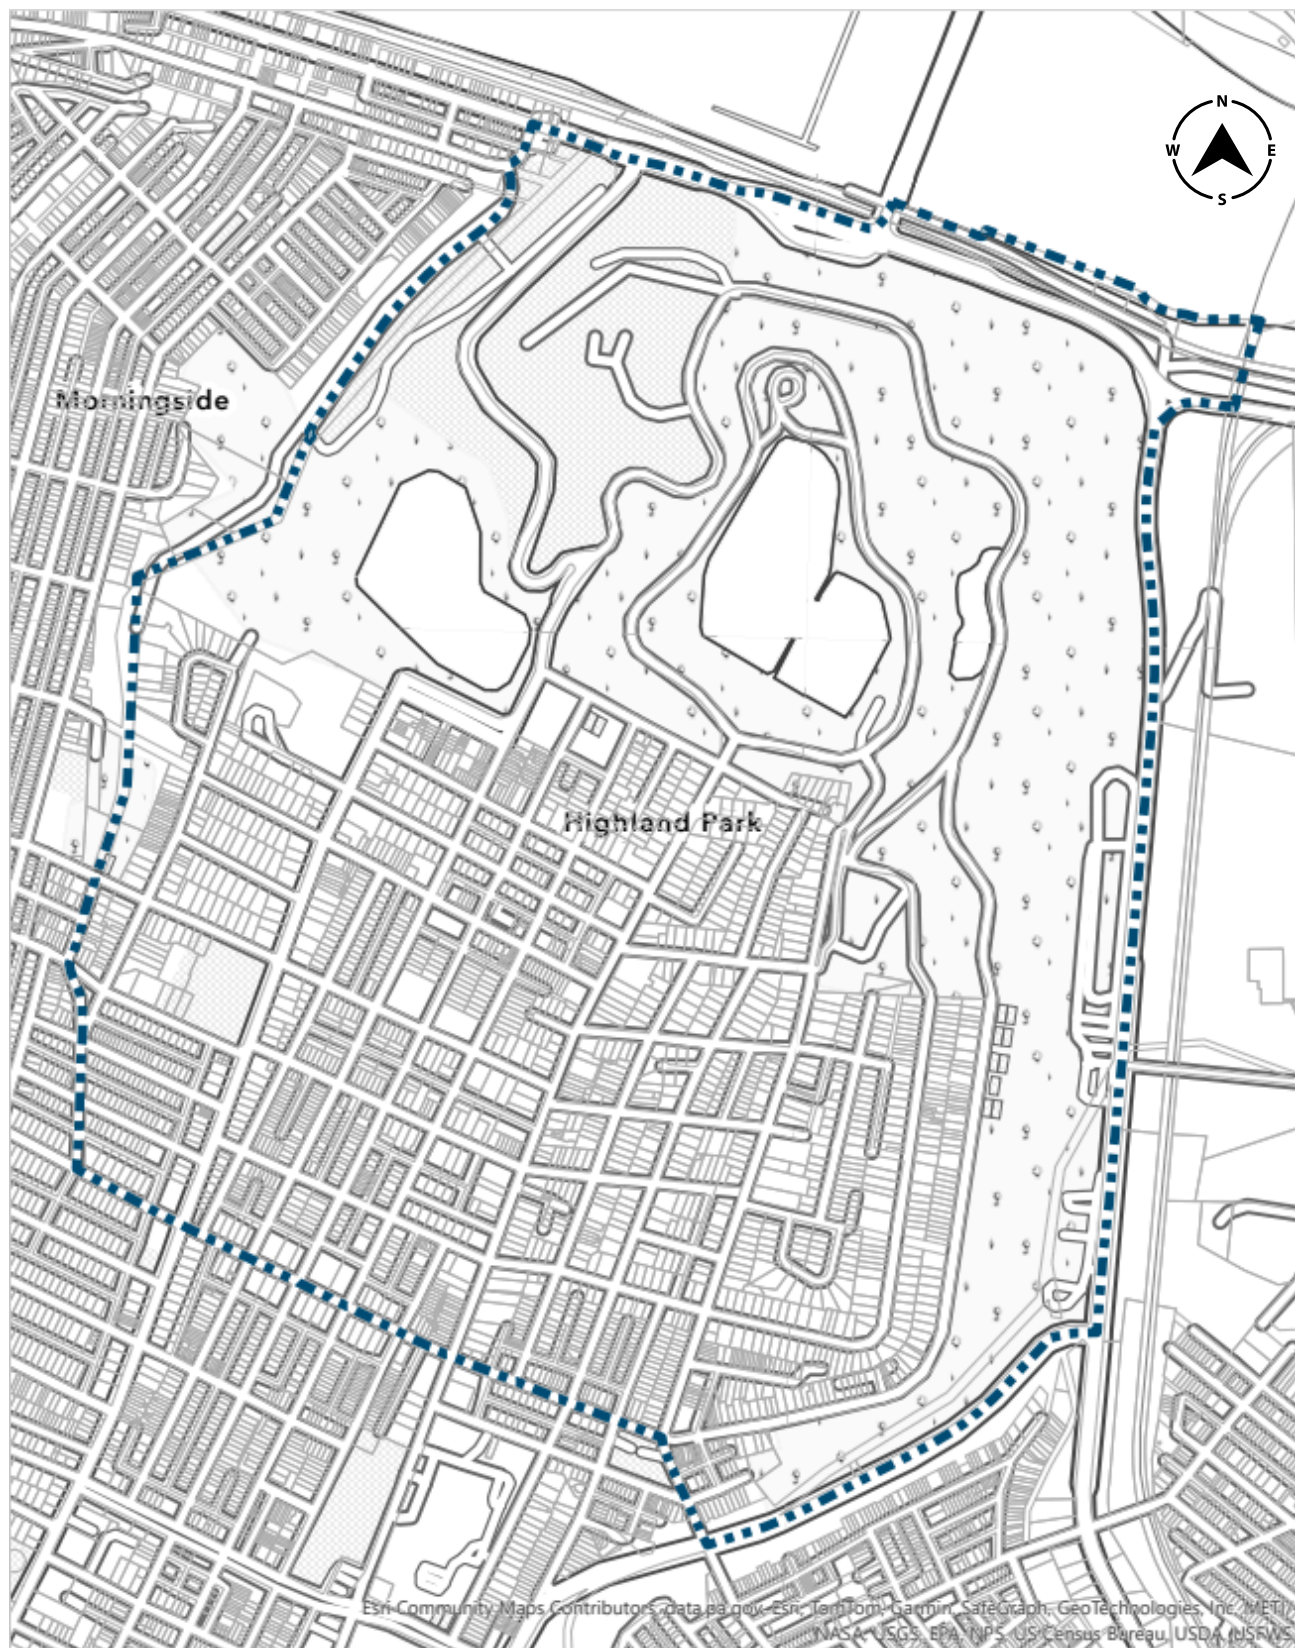 N
W E
S
Morningside
Highland Park
Esri Community Maps Contributors, data.pa.gov, Esri, TomTom, Garmin, SafeGraph, GeoTechnologies, Inc, METI/
NASA, USGS, EPA, NPS, US Census Bureau, USDA, USFWS